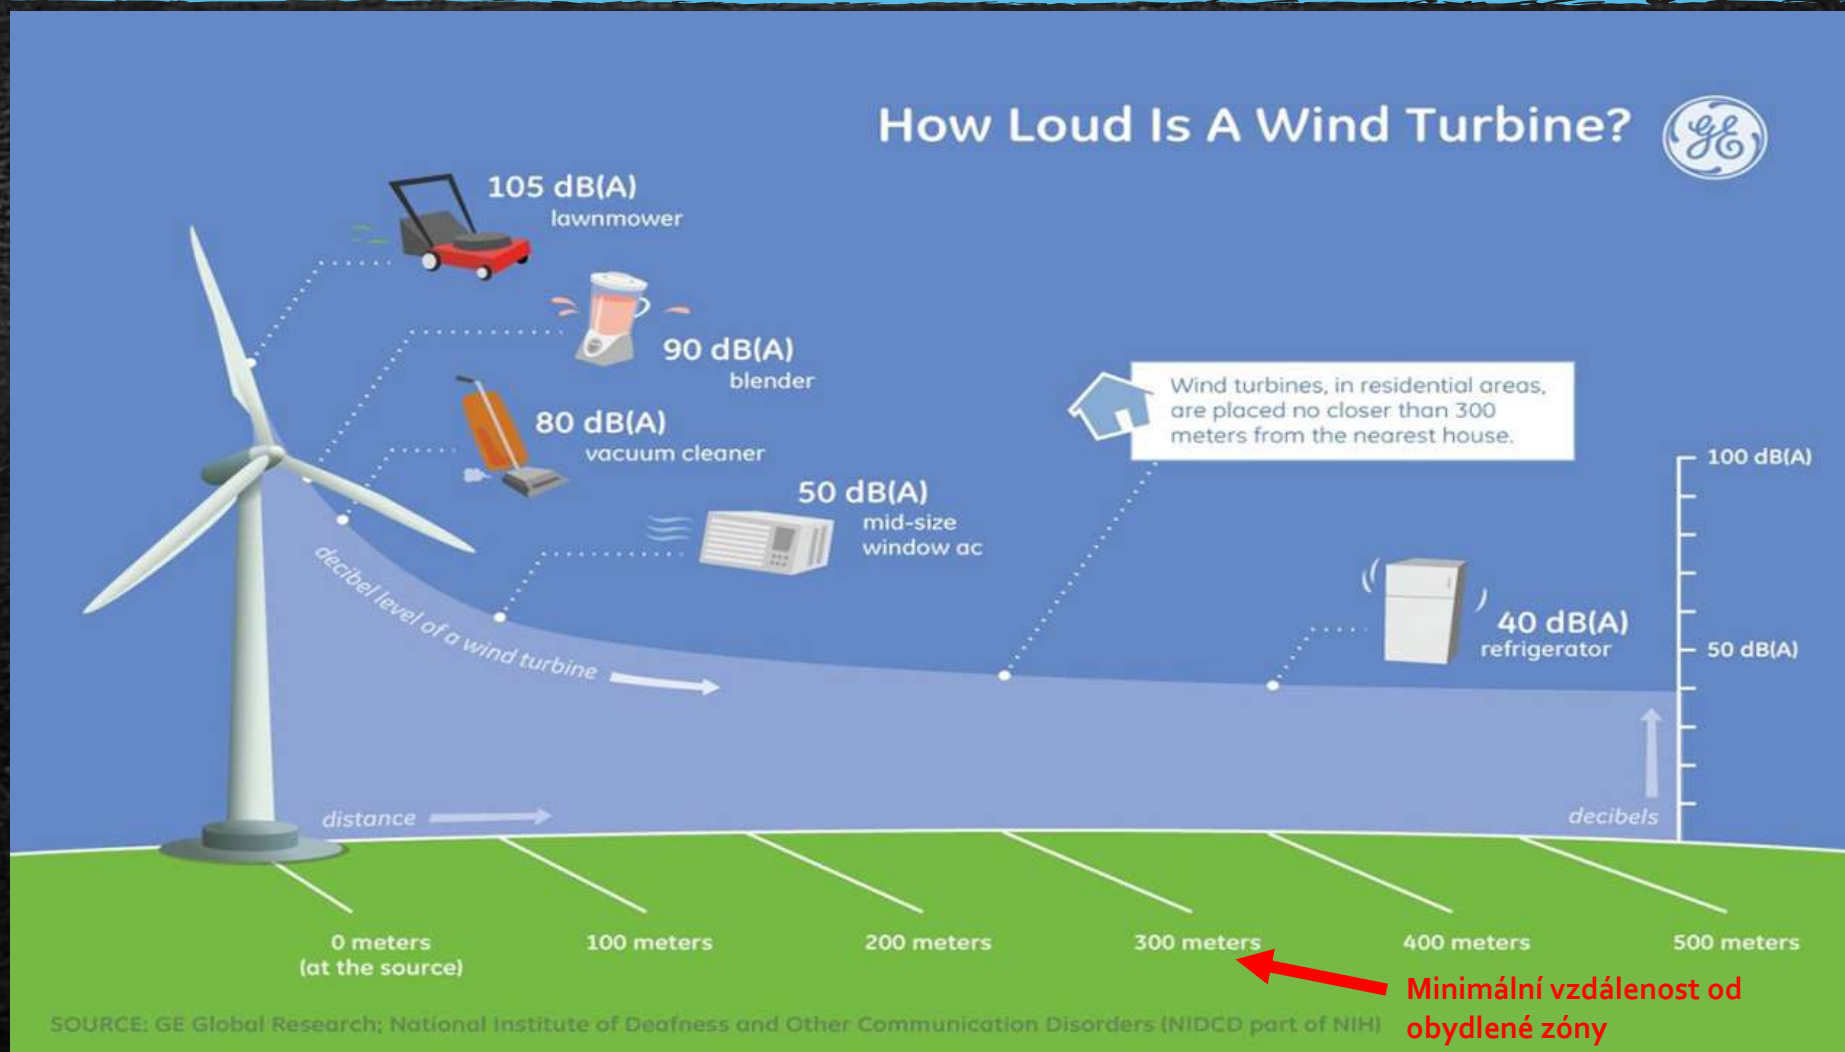 How Loud Is A Wind Turbine?
GE
105 dB(A)
lawnmower
90 dB(A)
blender
80 dB(A)
vacuum cleaner
50 dB(A)
mid-size
window ac
Wind turbines, in residential areas,
are placed no closer than 300
meters from the nearest house.
100 dB(A)
40 dB(A)
refrigerator
50 dB(A)
decibel level of a wind turbine
distance
decibels
0 meters
(at the source)
100 meters
200 meters
300 meters
400 meters
500 meters
Minimální vzdálenost od
obydlené zóny
SOURCE: GE Global Research; National Institute of Deafness and Other Communication Disorders (NIDCD part of NIH)